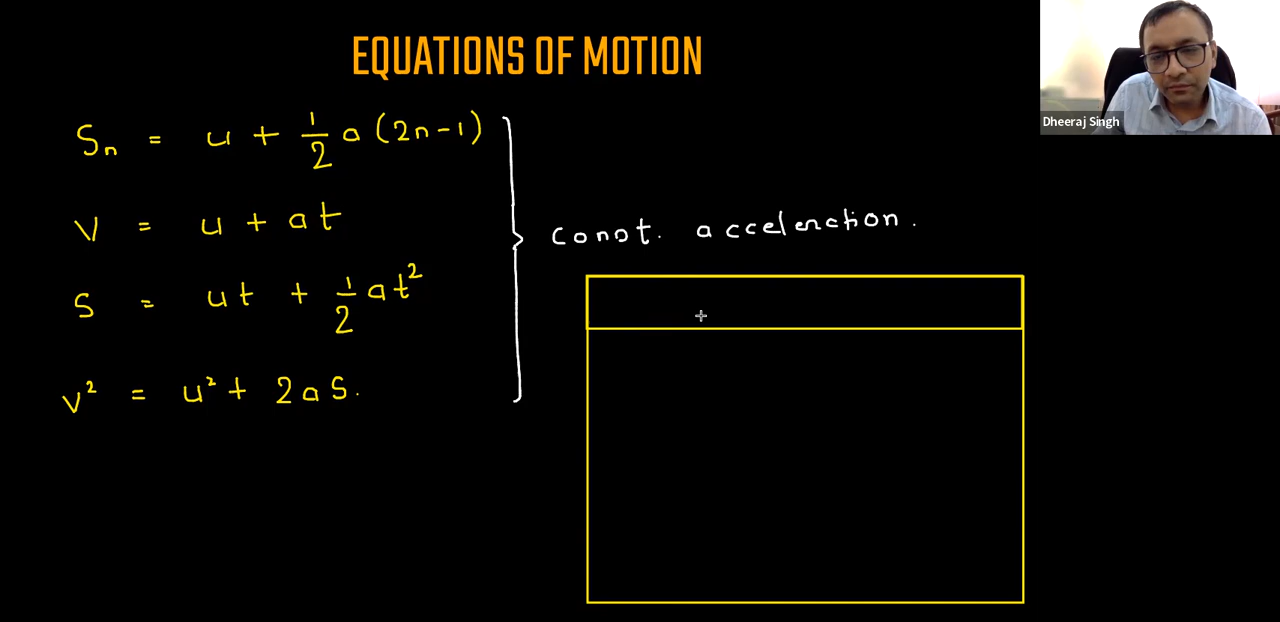 EQUATIONS OF MOTION
Dheeraj Singh
Sₙ = u + 1/2 a (2n-1)
V = u + at
const. acceleration.
S = ut + 1/2 at²
v² = u² + 2as.